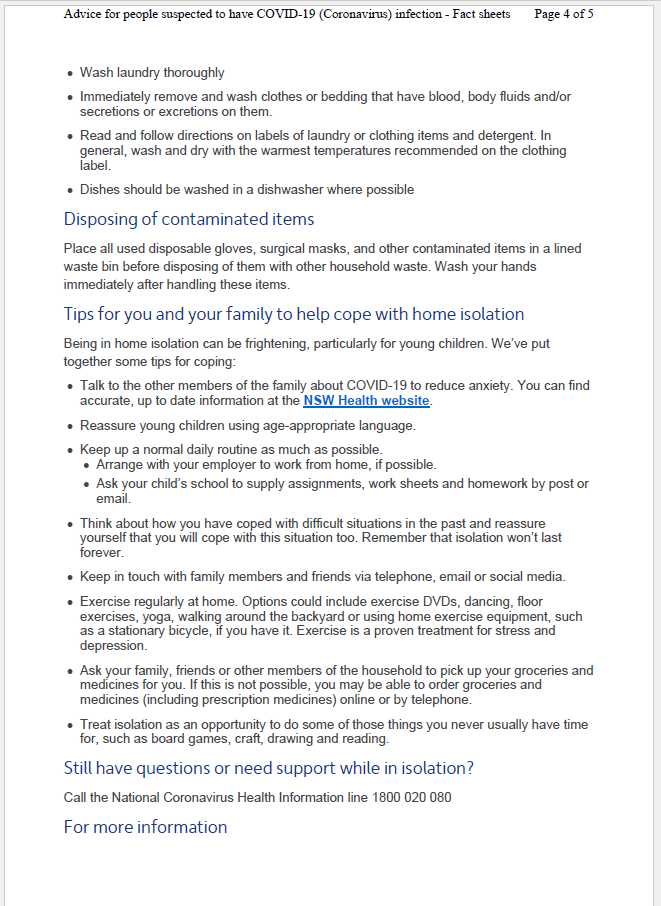 Advice for people suspected to have COVID-19 (Coronavirus) infection - Fact sheets Page 4 of 5
• Wash laundry thoroughly
• Immediately remove and wash clothes or bedding that have blood, body fluids and/or
secretions or excretions on them.
• Read and follow directions on labels of laundry or clothing items and detergent. In
general, wash and dry with the warmest temperatures recommended on the clothing
label.
• Dishes should be washed in a dishwasher where possible
Disposing of contaminated items
Place all used disposable gloves, surgical masks, and other contaminated items in a lined
waste bin before disposing of them with other household waste. Wash your hands
immediately after handling these items.
Tips for you and your family to help cope with home isolation
Being in home isolation can be frightening, particularly for young children. We've put
together some tips for coping:
• Talk to the other members of the family about COVID-19 to reduce anxiety. You can find
accurate, up to date information at the NSW Health website.
• Reassure young children using age-appropriate language.
• Keep up a normal daily routine as much as possible.
• Arrange with your employer to work from home, if possible.
• Ask your child's school to supply assignments, work sheets and homework by post or
email.
• Think about how you have coped with difficult situations in the past and reassure
yourself that you will cope with this situation too. Remember that isolation won't last
forever.
• Keep in touch with family members and friends via telephone, email or social media.
• Exercise regularly at home. Options could include exercise DVDs, dancing, floor
exercises, yoga, walking around the backyard or using home exercise equipment, such
as a stationary bicycle, if you have it. Exercise is a proven treatment for stress and
depression.
• Ask your family, friends or other members of the household to pick up your groceries and
medicines for you. If this is not possible, you may be able to order groceries and
medicines (including prescription medicines) online or by telephone.
• Treat isolation as an opportunity to do some of those things you never usually have time
for, such as board games, craft, drawing and reading.
Still have questions or need support while in isolation?
Call the National Coronavirus Health Information line 1800 020 080
For more information